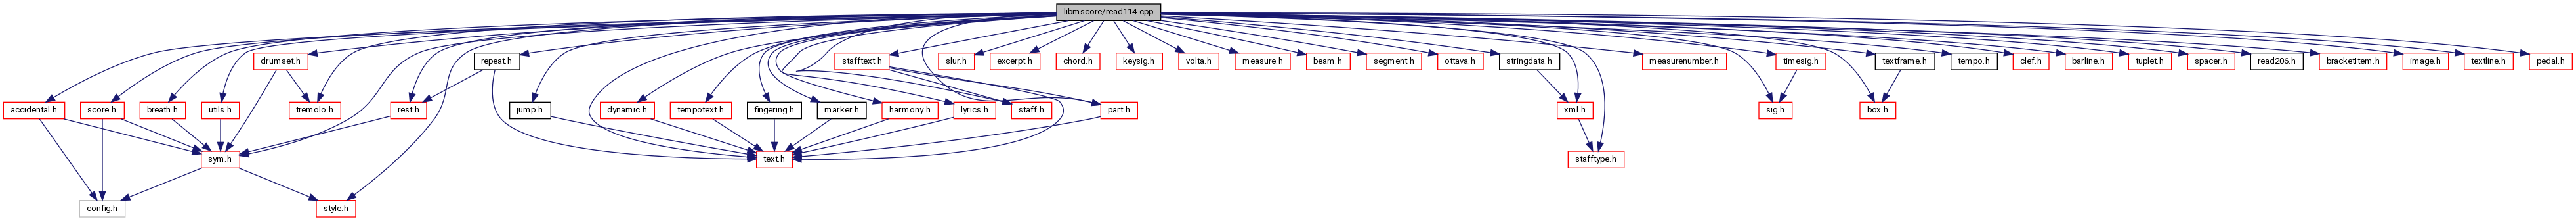 libmscore/read114.cpp
drumset.h
repeat.h
stafftext.h
slur.h
excerpt.h
chord.h
keysig.h
volta.h
measure.h
beam.h
segment.h
ottava.h
stringdata.h
measurenumber.h
timesig.h
textframe.h
tempo.h
clef.h
barline.h
tuplet.h
spacer.h
read206.h
bracketItem.h
image.h
textline.h
pedal.h
accidental.h
score.h
breath.h
utils.h
tremolo.h
rest.h
jump.h
dynamic.h
tempotext.h
fingering.h
marker.h
harmony.h
lyrics.h
staff.h
part.h
xml.h
sig.h
box.h
sym.h
text.h
stafftype.h
config.h
style.h